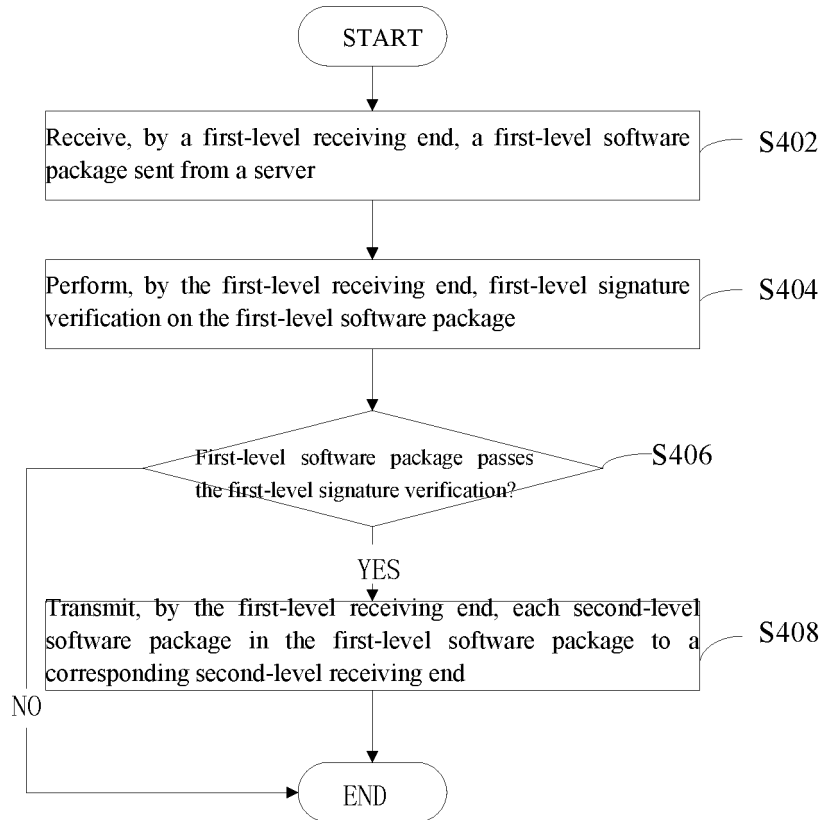 START
Receive, by a first-level receiving end, a first-level software
package sent from a server
S402
Perform, by the first-level receiving end, first-level signature
verification on the first-level software package
S404
First-level software package passes
the first-level signature verification?
S406
YES
Transmit, by the first-level receiving end, each second-level
software package in the first-level software package to a
corresponding second-level receiving end
S408
NO
END